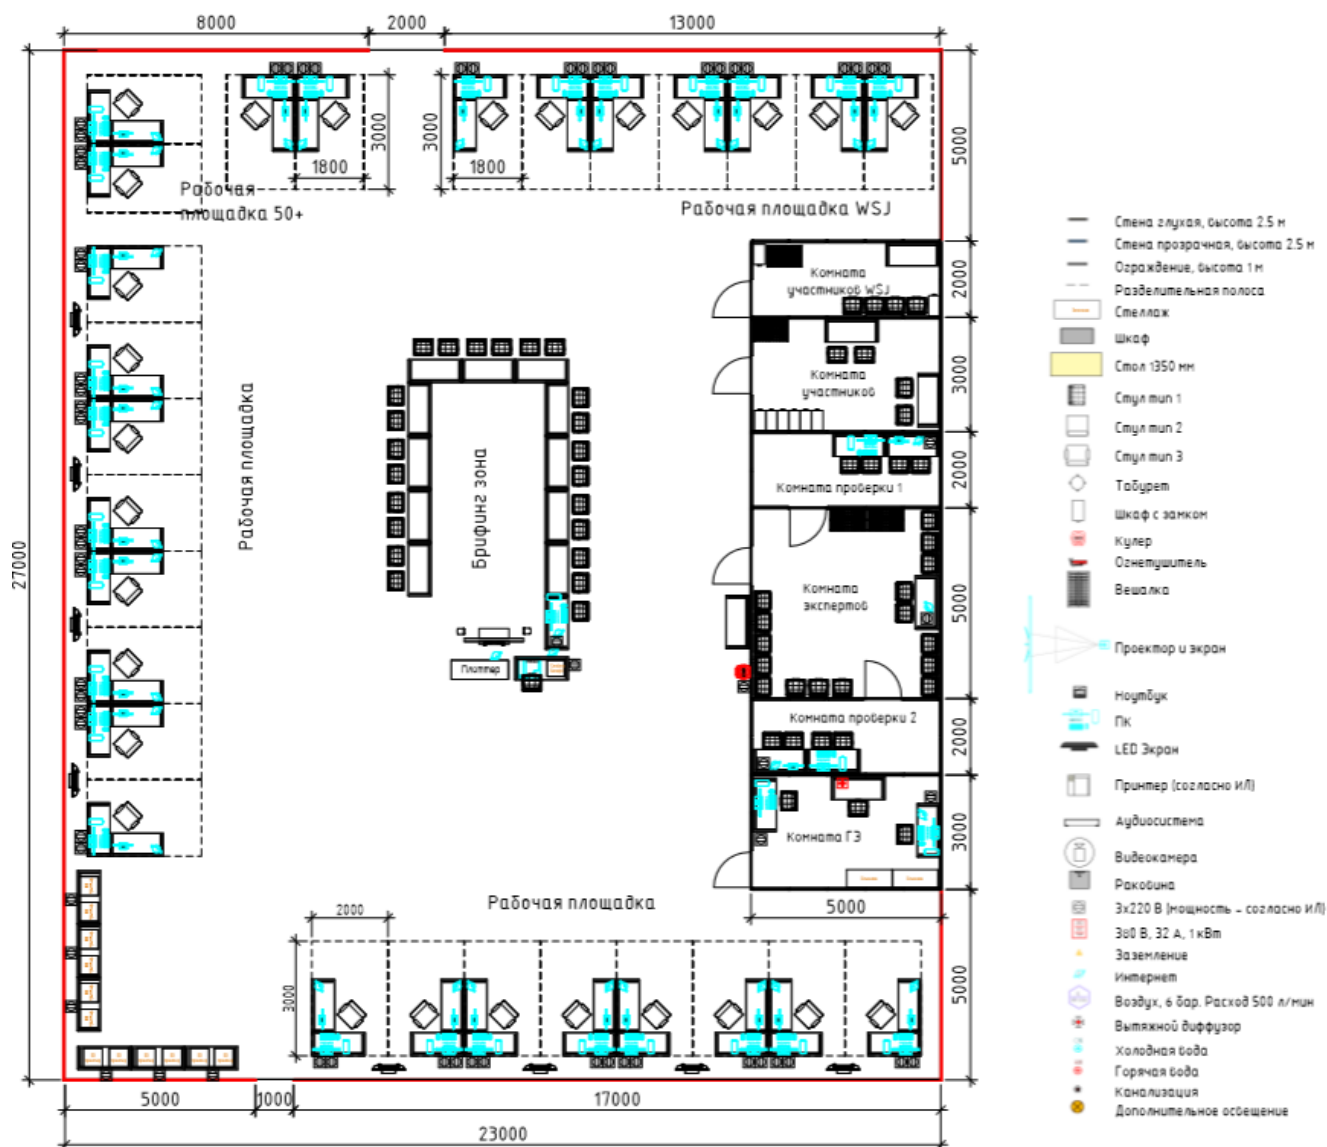 8000
2000
13000
27000
3000
3000
5000
1800
1800
Рабочая
площадка 50+
Рабочая площадка WSJ
Комната
участников WSJ
2000
Комната
участников
3000
Рабочая площадка
Брифинг зона
Комната проверки 1
2000
Комната
экспертов
5000
Плоттер
Комната проверки 2
2000
Комната ГЭ
3000
5000
Рабочая площадка
2000
3000
5000
5000
1000
17000
23000
Стена глухая, высота 2.5 м
Стена прозрачная, высота 2.5 м
Ограждение, высота 1 м
Разделительная полоса
Стеллаж
Шкаф
Стол 1350 мм
Стул тип 1
Стул тип 2
Стул тип 3
Табурет
Шкаф с замком
Кулер
Огнетушитель
Вешалка
Проектор и экран
Ноутбук
ПК
LED Экран
Принтер (согласно ИЛ)
Аудиосистема
Видеокамера
Раковина
3x220 В (мощность - согласно ИЛ)
380 В, 32 А, 1 кВт
Заземление
Интернет
Воздух, 6 бар. Расход 500 л/мин
Вытяжной диффузор
Холодная вода
Горячая вода
Канализация
Дополнительное освещение